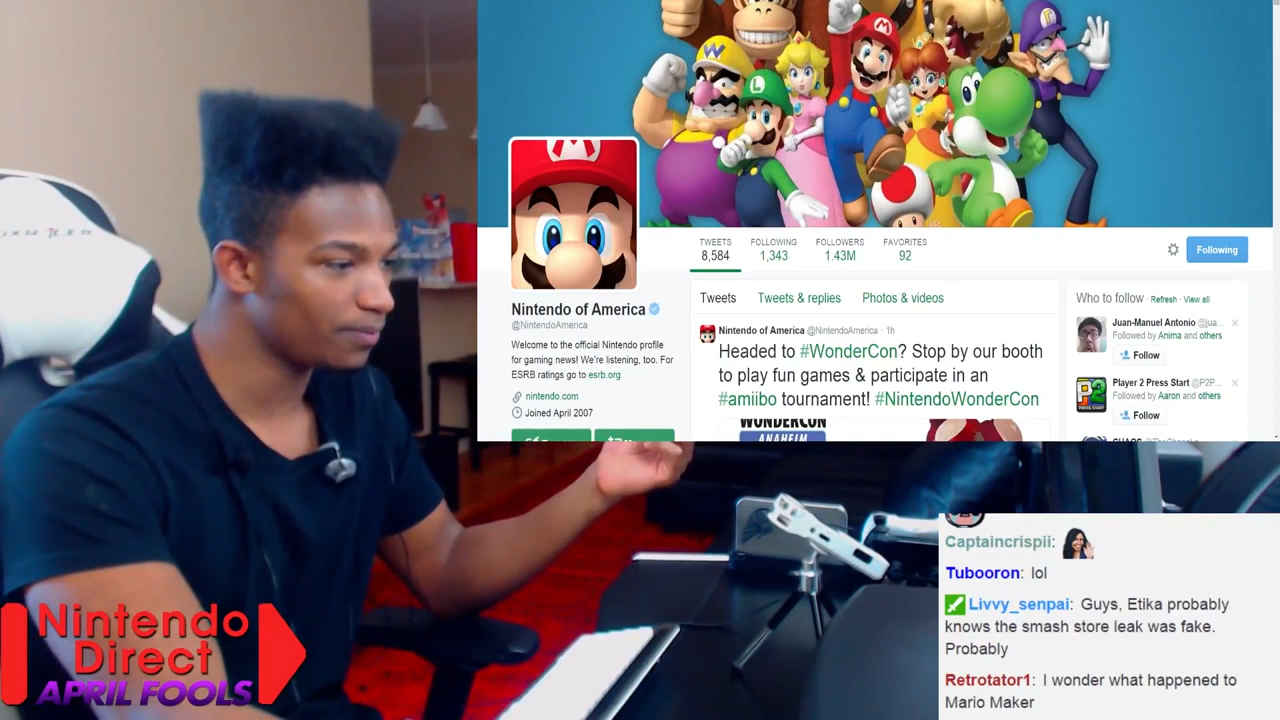 TWEETS
8,584
FOLLOWING
1,343
FOLLOWERS
1.43M
FAVORITES
92
Following
Nintendo of America
@NintendoAmerica
Welcome to the official Nintendo profile
for gaming news! We're listening, too. For
ESRB ratings go to esrb.org
nintendo.com
Joined April 2007
Tweets
Tweets & replies
Photos & videos
Nintendo of America @NintendoAmerica · 1h
Headed to #WonderCon? Stop by our booth
to play fun games & participate in an
#amiibo tournament! #NintendoWonderCon
WONDERCON
ANAHEIM
Who to follow · Refresh · View all
Juan-Manuel Antonio @jua...
Followed by Anima and others
Follow
P2
PRESS START
Player 2 Press Start @P2P...
Followed by Aaron and others
Follow
Nintendo
Direct
APRIL FOOLS
Captaincrispii:
Tubooron: lol
Livvy_senpai: Guys, Etika probably
knows the smash store leak was fake.
Probably
Retrotator1: I wonder what happened to
Mario Maker